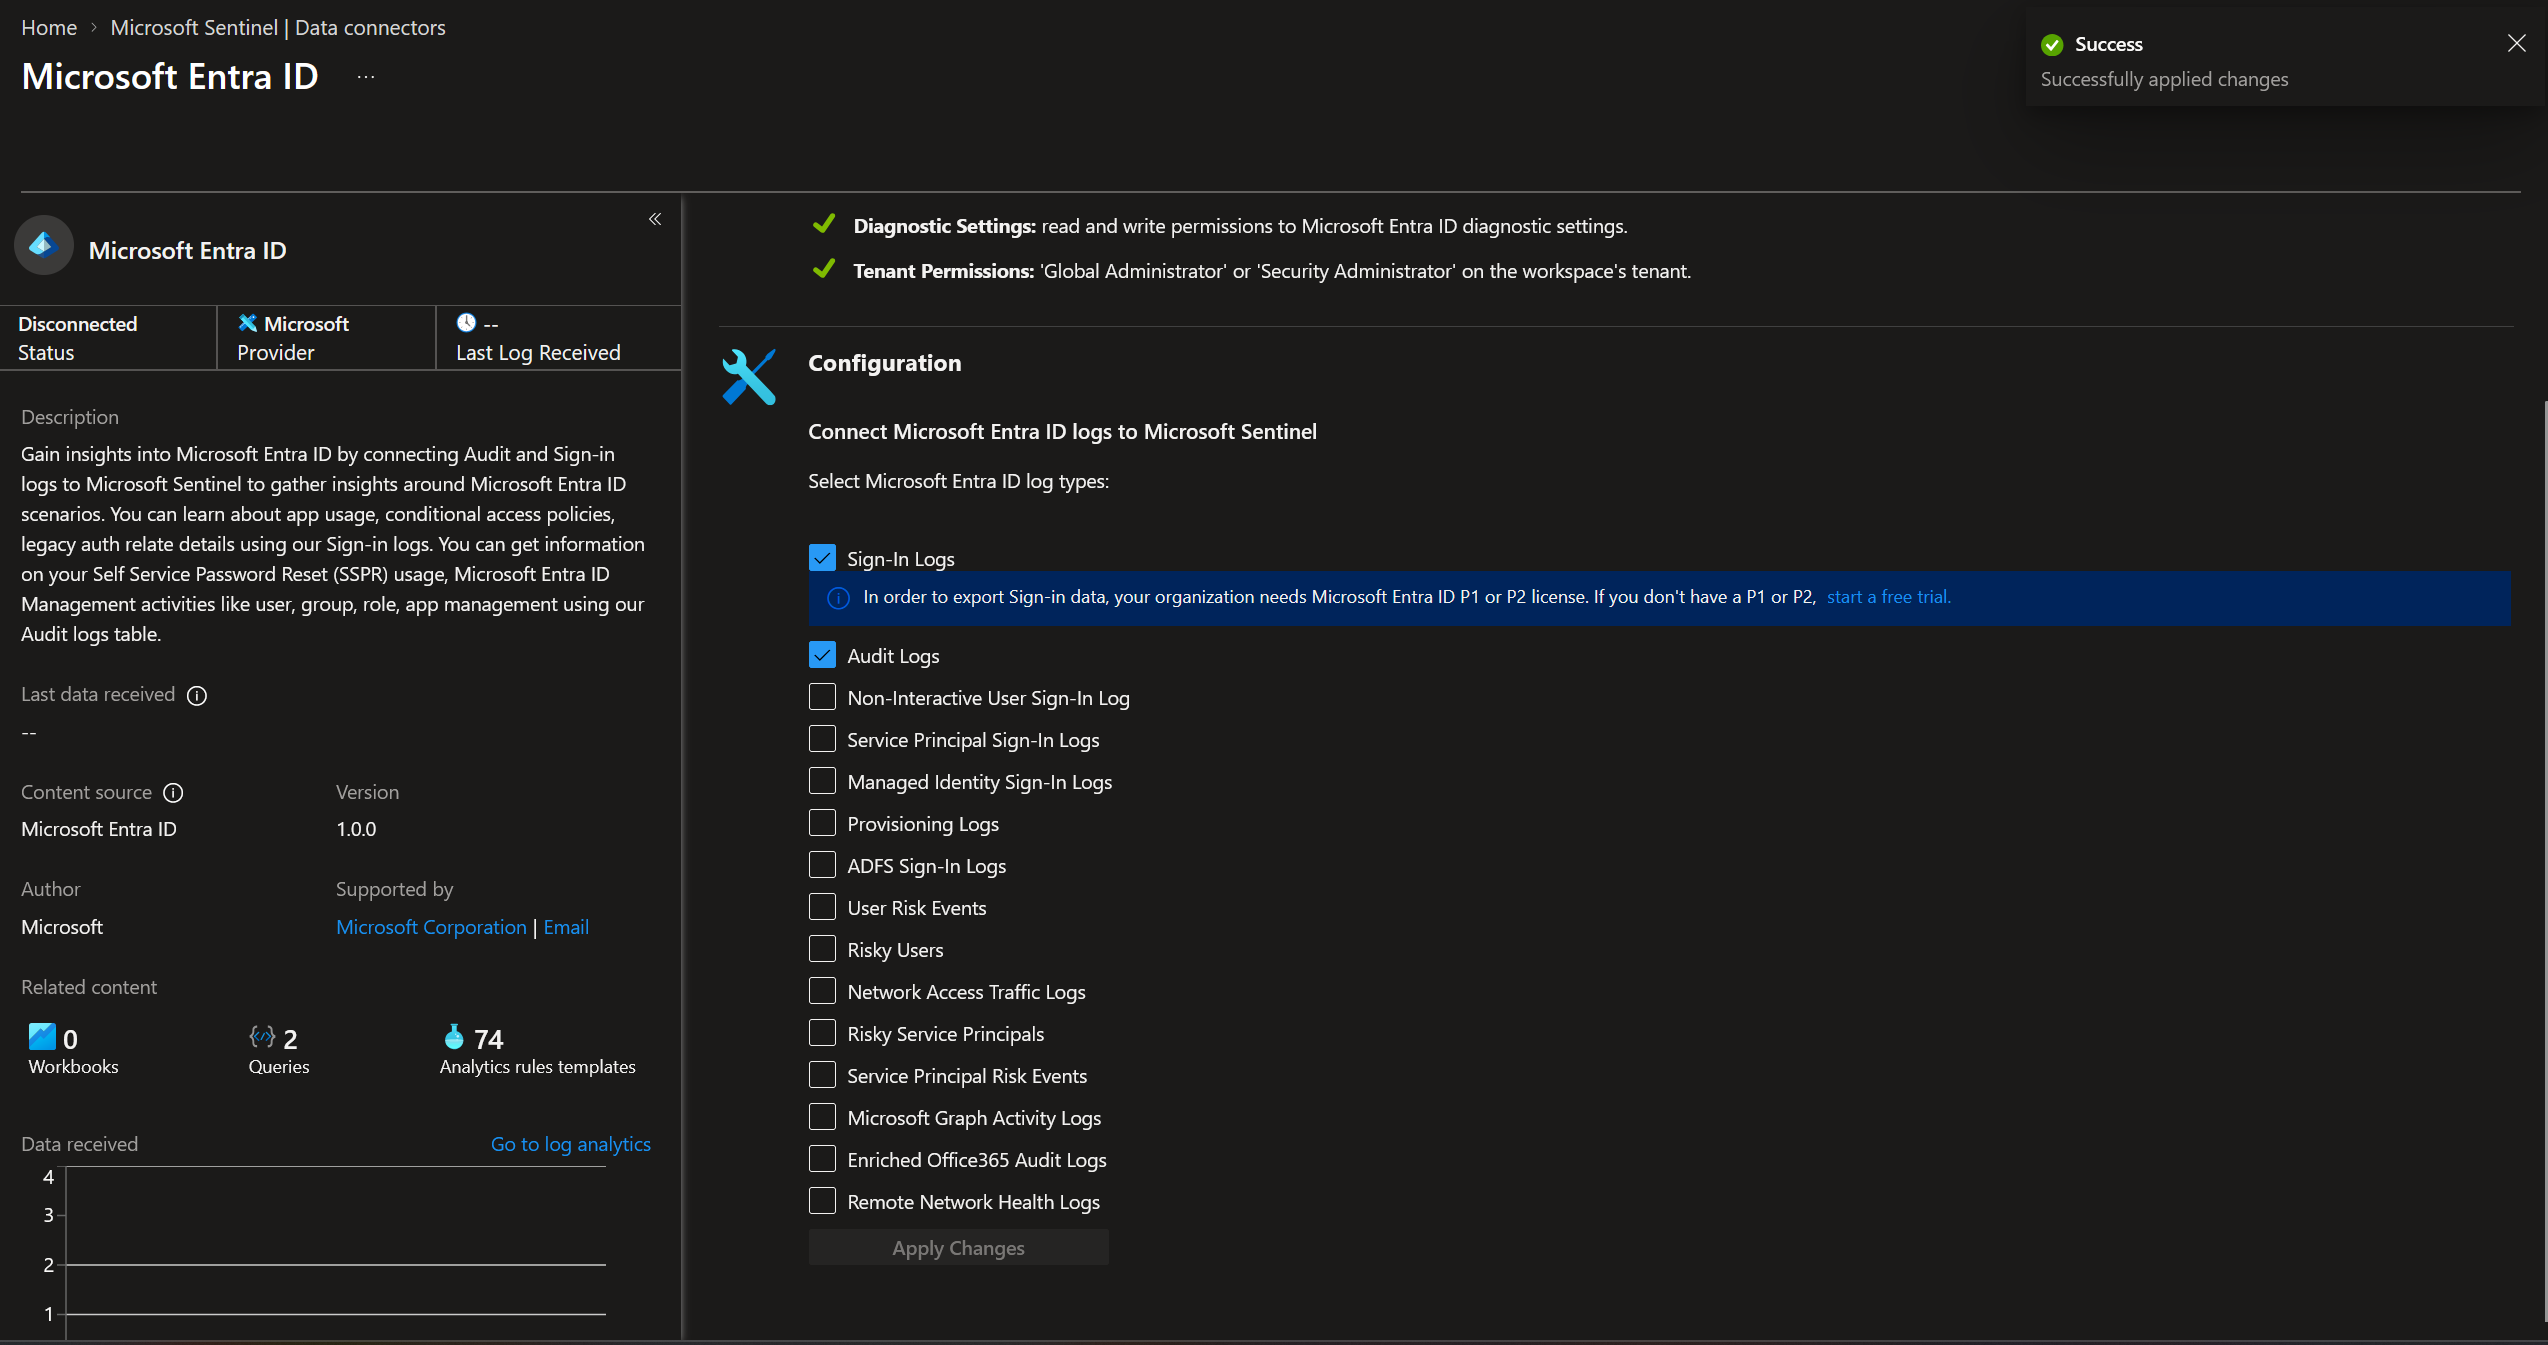 Home > Microsoft Sentinel | Data connectors
Microsoft Entra ID ...
Success
Successfully applied changes
Microsoft Entra ID
Disconnected
Status
Microsoft
Provider
--
Last Log Received
Description
Gain insights into Microsoft Entra ID by connecting Audit and Sign-in
logs to Microsoft Sentinel to gather insights around Microsoft Entra ID
scenarios. You can learn about app usage, conditional access policies,
legacy auth relate details using our Sign-in logs. You can get information
on your Self Service Password Reset (SSPR) usage, Microsoft Entra ID
Management activities like user, group, role, app management using our
Audit logs table.
Last data received
--
Content source
Microsoft Entra ID
Version
1.0.0
Author
Microsoft
Supported by
Microsoft Corporation | Email
Related content
0
Workbooks
2
Queries
74
Analytics rules templates
Data received
Go to log analytics
4
3
2
1
Diagnostic Settings: read and write permissions to Microsoft Entra ID diagnostic settings.
Tenant Permissions: 'Global Administrator' or 'Security Administrator' on the workspace's tenant.
Configuration
Connect Microsoft Entra ID logs to Microsoft Sentinel
Select Microsoft Entra ID log types:
Sign-In Logs
In order to export Sign-in data, your organization needs Microsoft Entra ID P1 or P2 license. If you don't have a P1 or P2, start a free trial.
Audit Logs
Non-Interactive User Sign-In Log
Service Principal Sign-In Logs
Managed Identity Sign-In Logs
Provisioning Logs
ADFS Sign-In Logs
User Risk Events
Risky Users
Network Access Traffic Logs
Risky Service Principals
Service Principal Risk Events
Microsoft Graph Activity Logs
Enriched Office365 Audit Logs
Remote Network Health Logs
Apply Changes